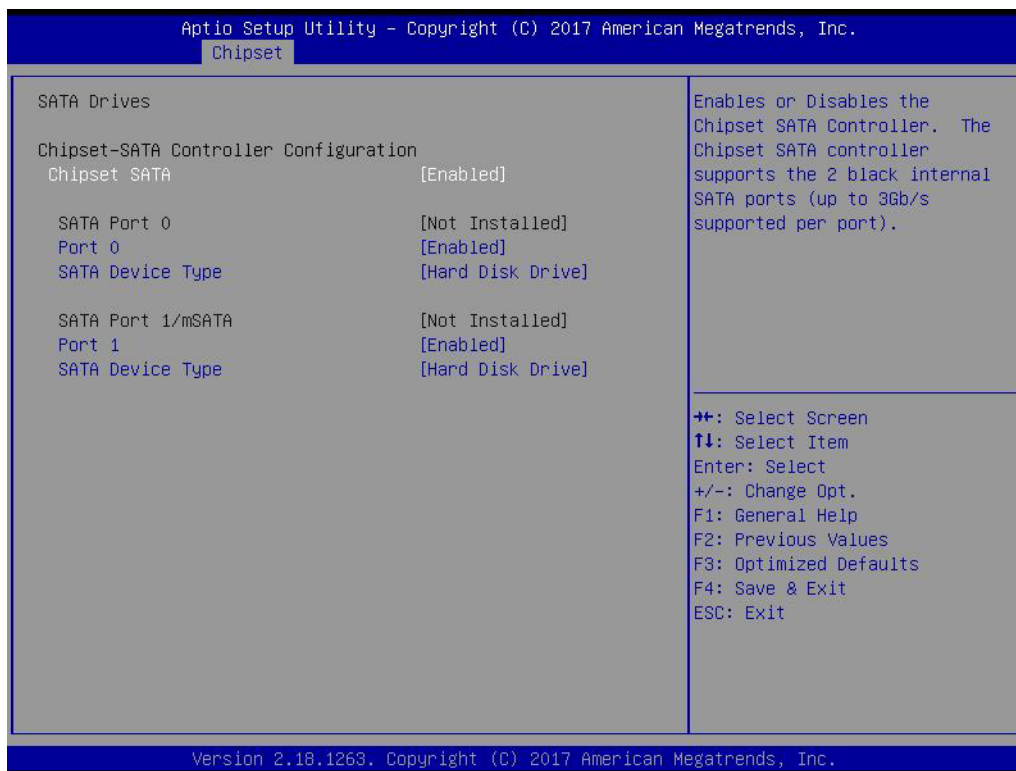 Aptio Setup Utility – Copyright (C) 2017 American Megatrends, Inc.
Chipset
SATA Drives
Chipset-SATA Controller Configuration
Chipset SATA [Enabled]
SATA Port 0 [Not Installed]
Port 0 [Enabled]
SATA Device Type [Hard Disk Drive]
SATA Port 1/mSATA [Not Installed]
Port 1 [Enabled]
SATA Device Type [Hard Disk Drive]
Enables or Disables the
Chipset SATA Controller. The
Chipset SATA controller
supports the 2 black internal
SATA ports (up to 3Gb/s
supported per port).
→←: Select Screen
↑↓: Select Item
Enter: Select
+/-: Change Opt.
F1: General Help
F2: Previous Values
F3: Optimized Defaults
F4: Save & Exit
ESC: Exit
Version 2.18.1263. Copyright (C) 2017 American Megatrends, Inc.